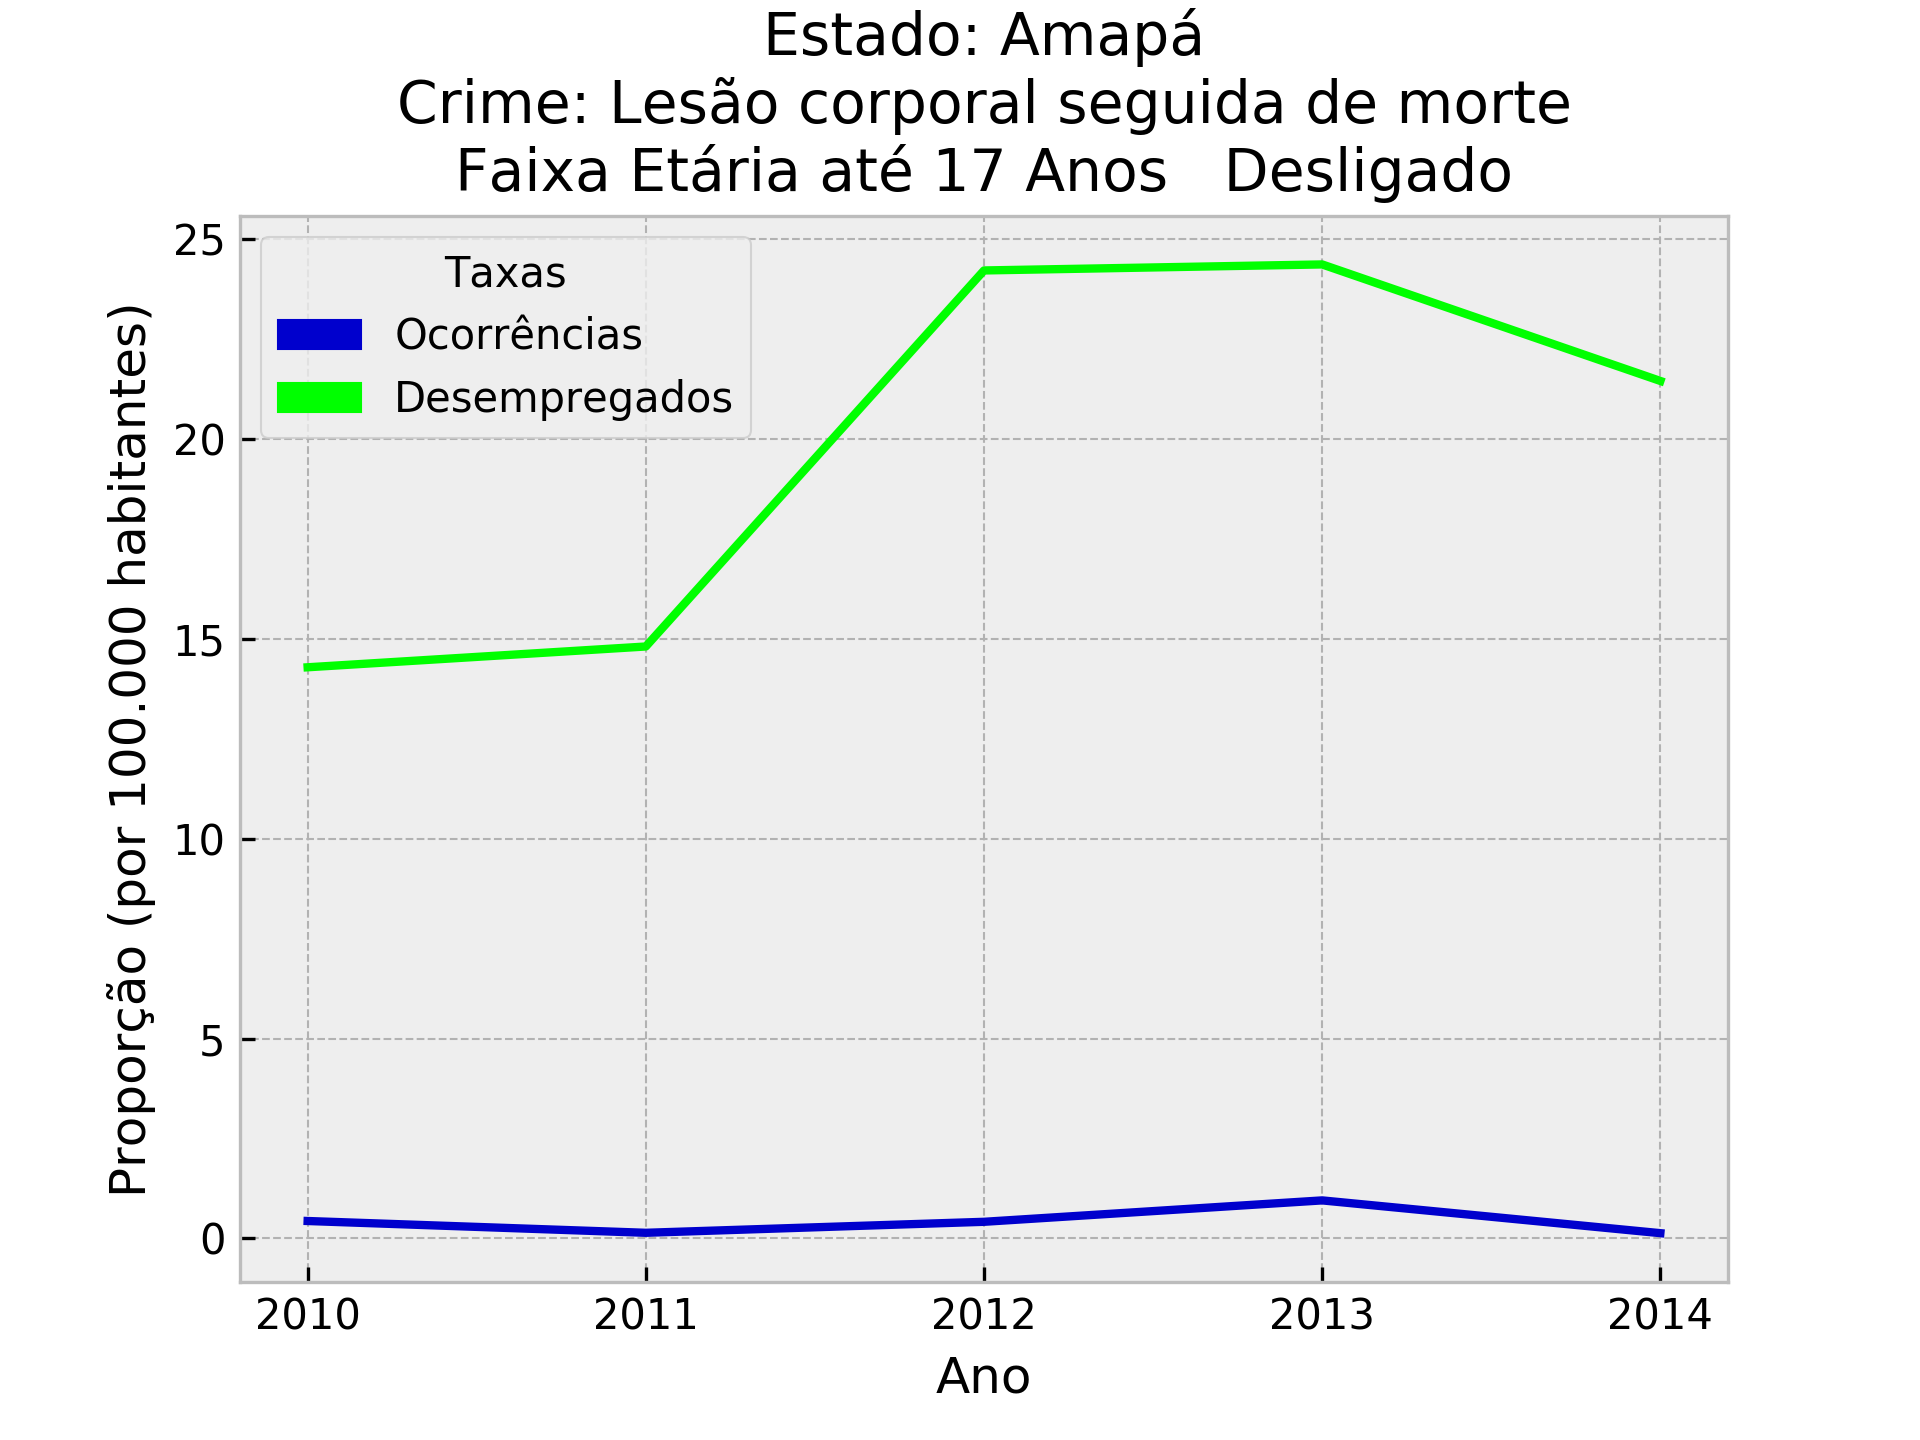 Estado: Amapá
Crime: Lesão corporal seguida de morte
Faixa Etária até 17 Anos   Desligado
Proporção (por 100.000 habitantes)
25
20
15
10
5
0
Taxas
Ocorrências
Desempregados
2010 2011 2012 2013 2014
Ano